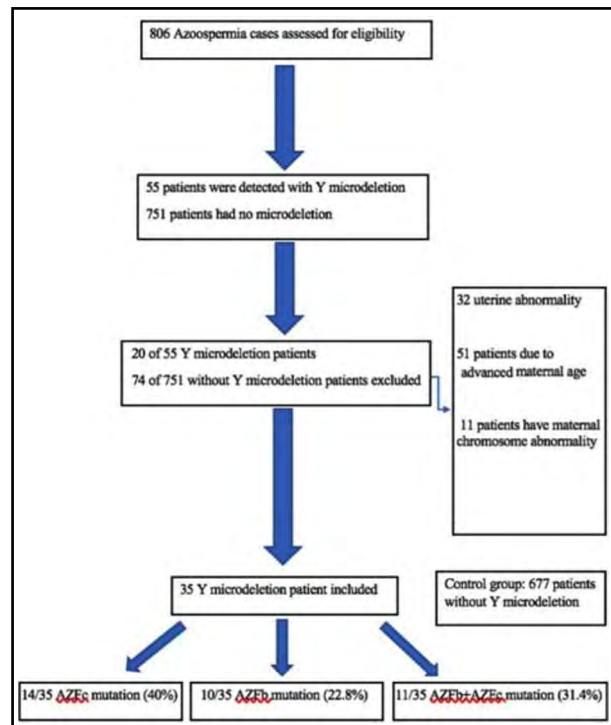 806 Azoospermia cases assessed for eligibility
55 patients were detected with Y microdeletion
751 patients had no microdeletion
20 of 55 Y microdeletion patients
74 of 751 without Y microdeletion patients excluded
32 uterine abnormality
51 patients due to
advanced maternal age
11 patients have maternal
chromosome abnormality
35 Y microdeletion patient included
Control group: 677 patients
without Y microdeletion
14/35 AZFc mutation (40%)
10/35 AZFb mutation (22.8%)
11/35 AZFb+AZFc mutation (31.4%)